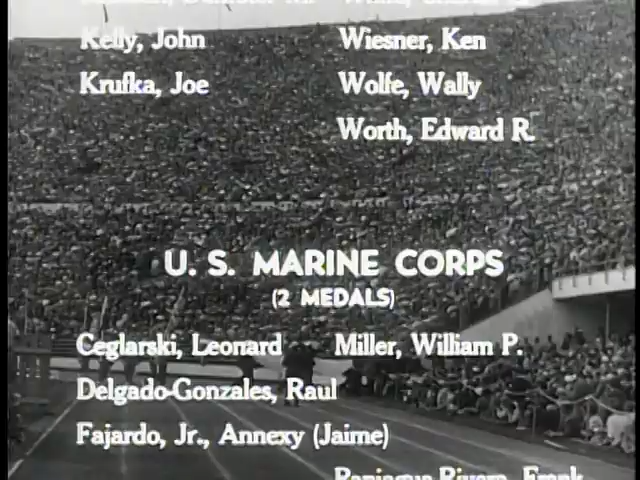 Kelly, John Wiesner, Ken
Krufka, Joe Wolfe, Wally
Worth, Edward R.
U. S. MARINE CORPS
(2 MEDALS)
Ceglarski, Leonard Miller, William P.
Delgado-Gonzales, Raul
Fajardo, Jr., Annexy (Jaime)
Frank